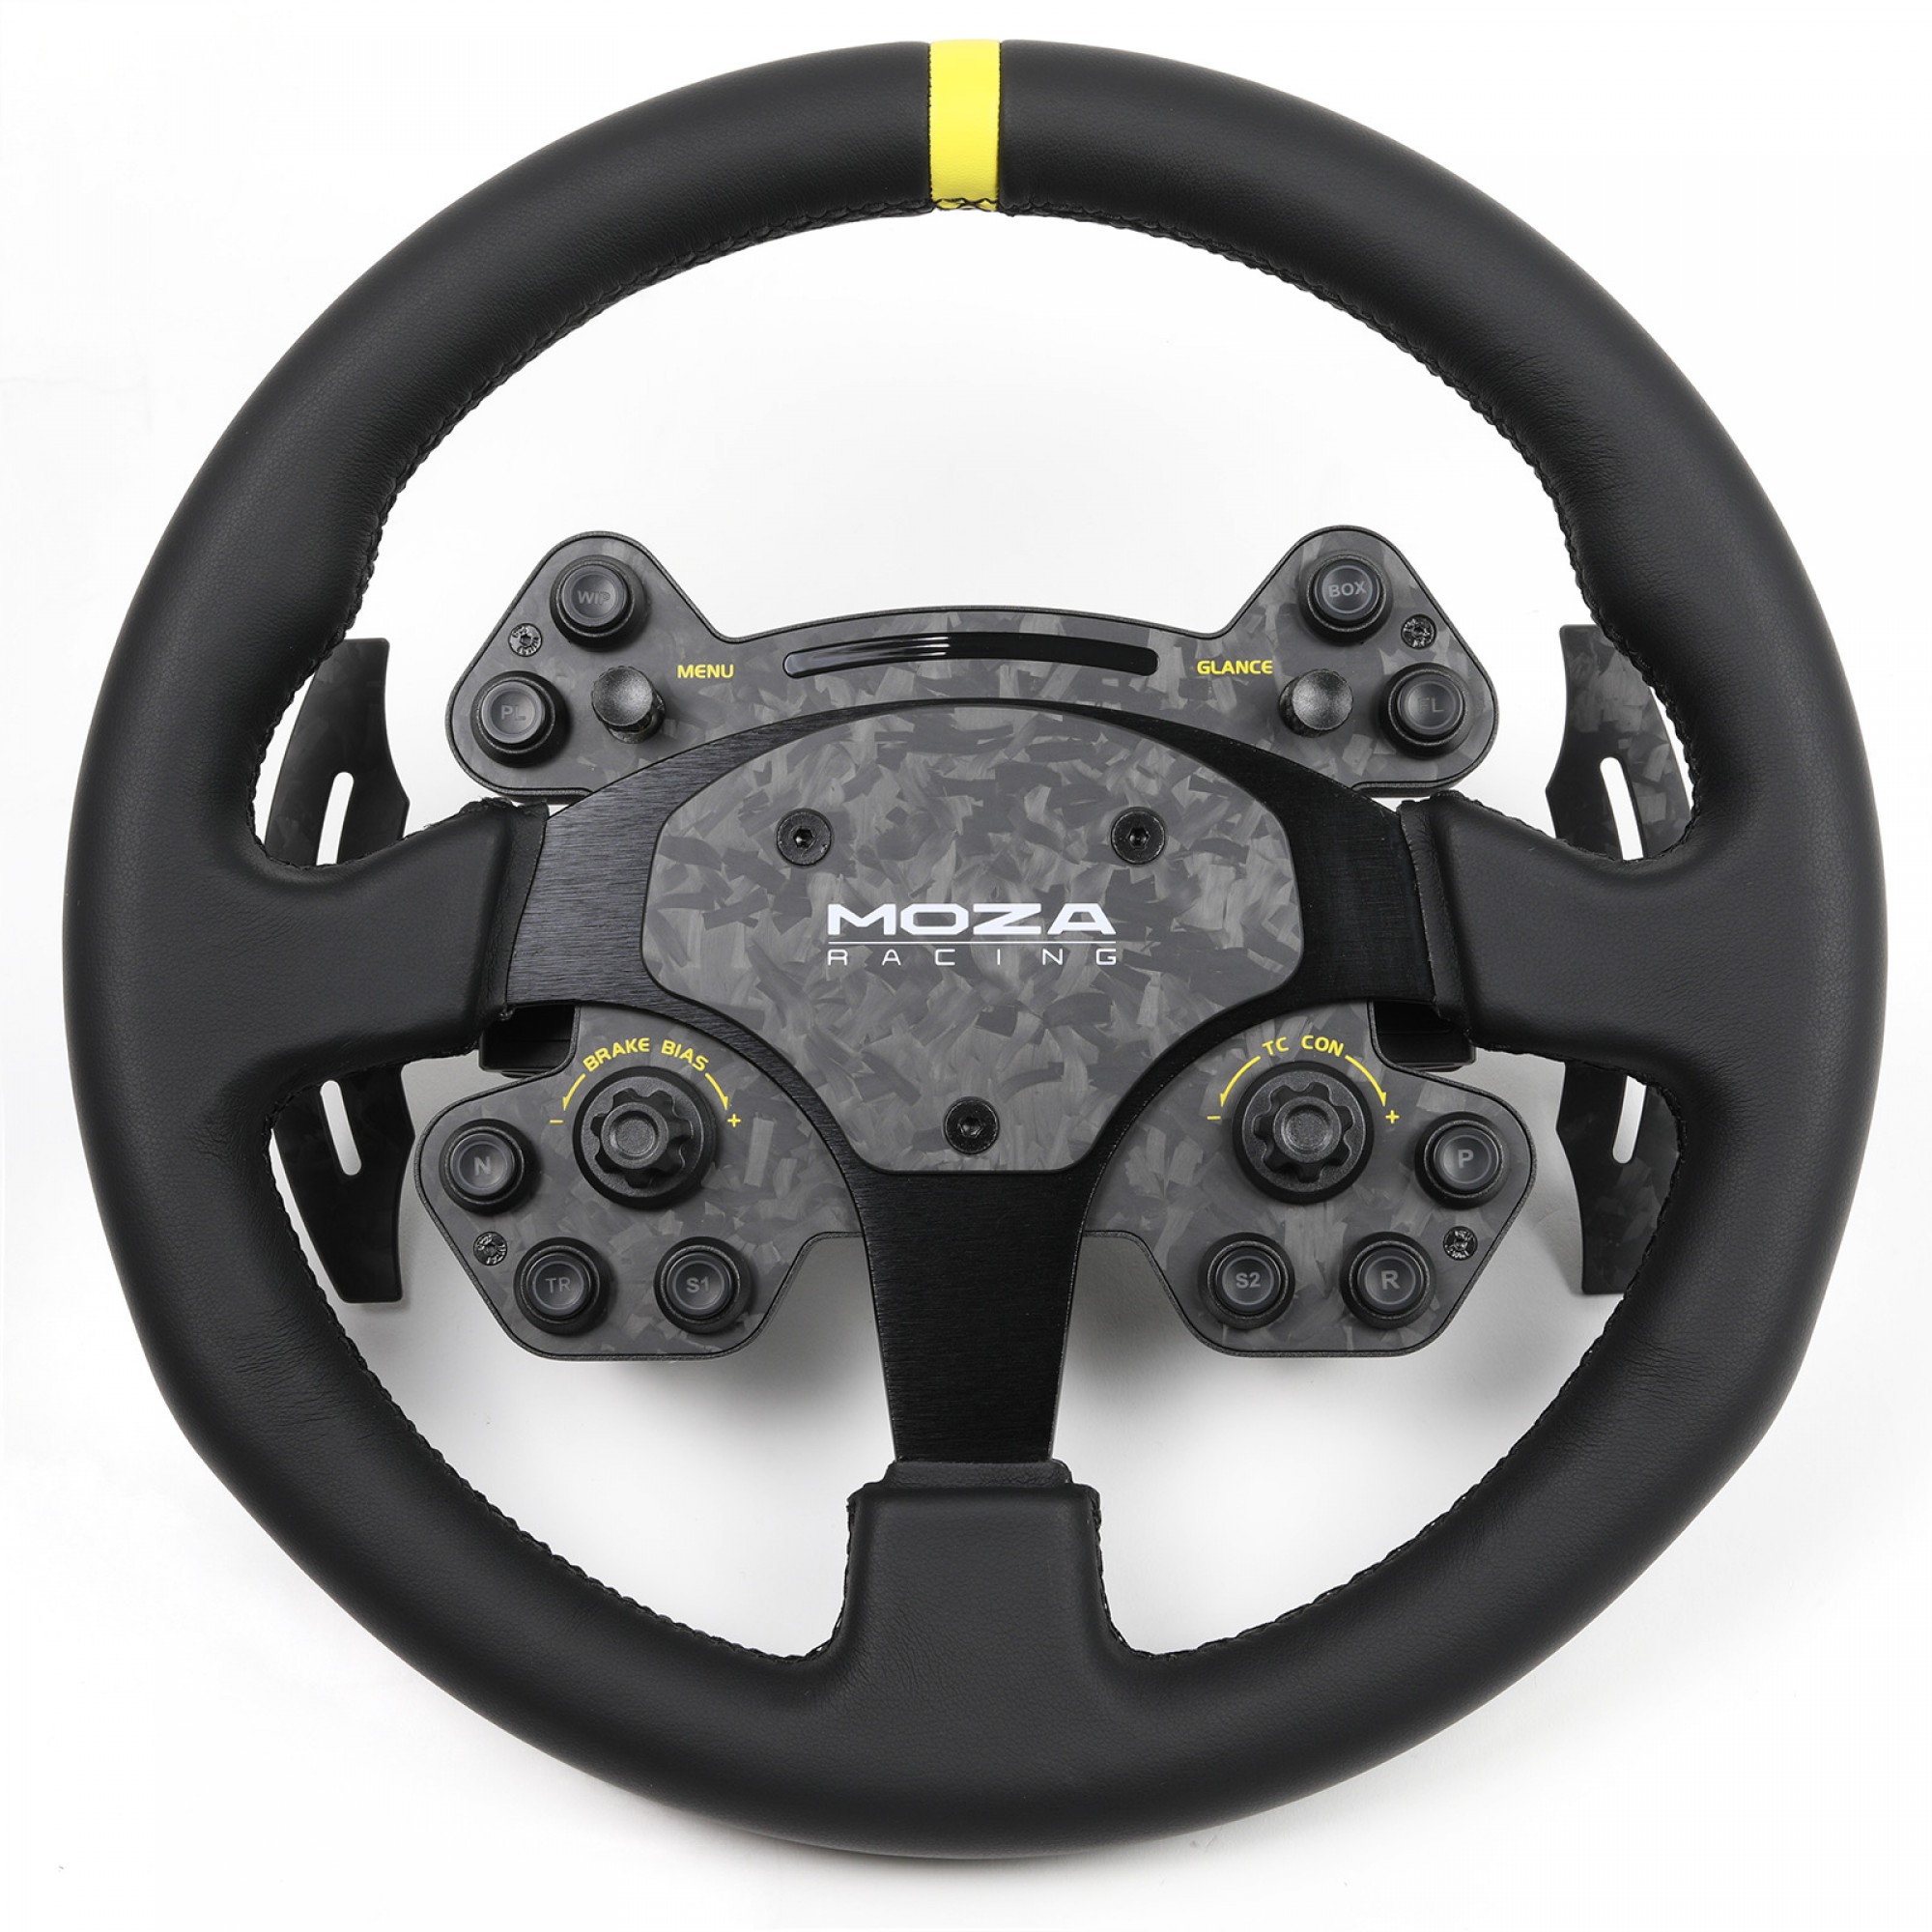 WIP
BOX
PL
MENU
GLANCE
FL
MOZA
RACING
BRAKE BIAS
- +
TC CON
- +
N
P
TR
S1
S2
R